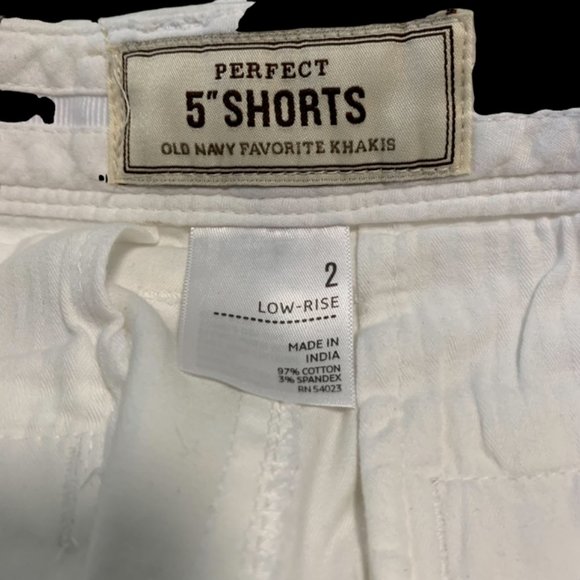 PERFECT
5" SHORTS
OLD NAVY FAVORITE KHAKIS
2
LOW-RISE
MADE IN
INDIA
97% COTTON
3% SPANDEX
RN 54023